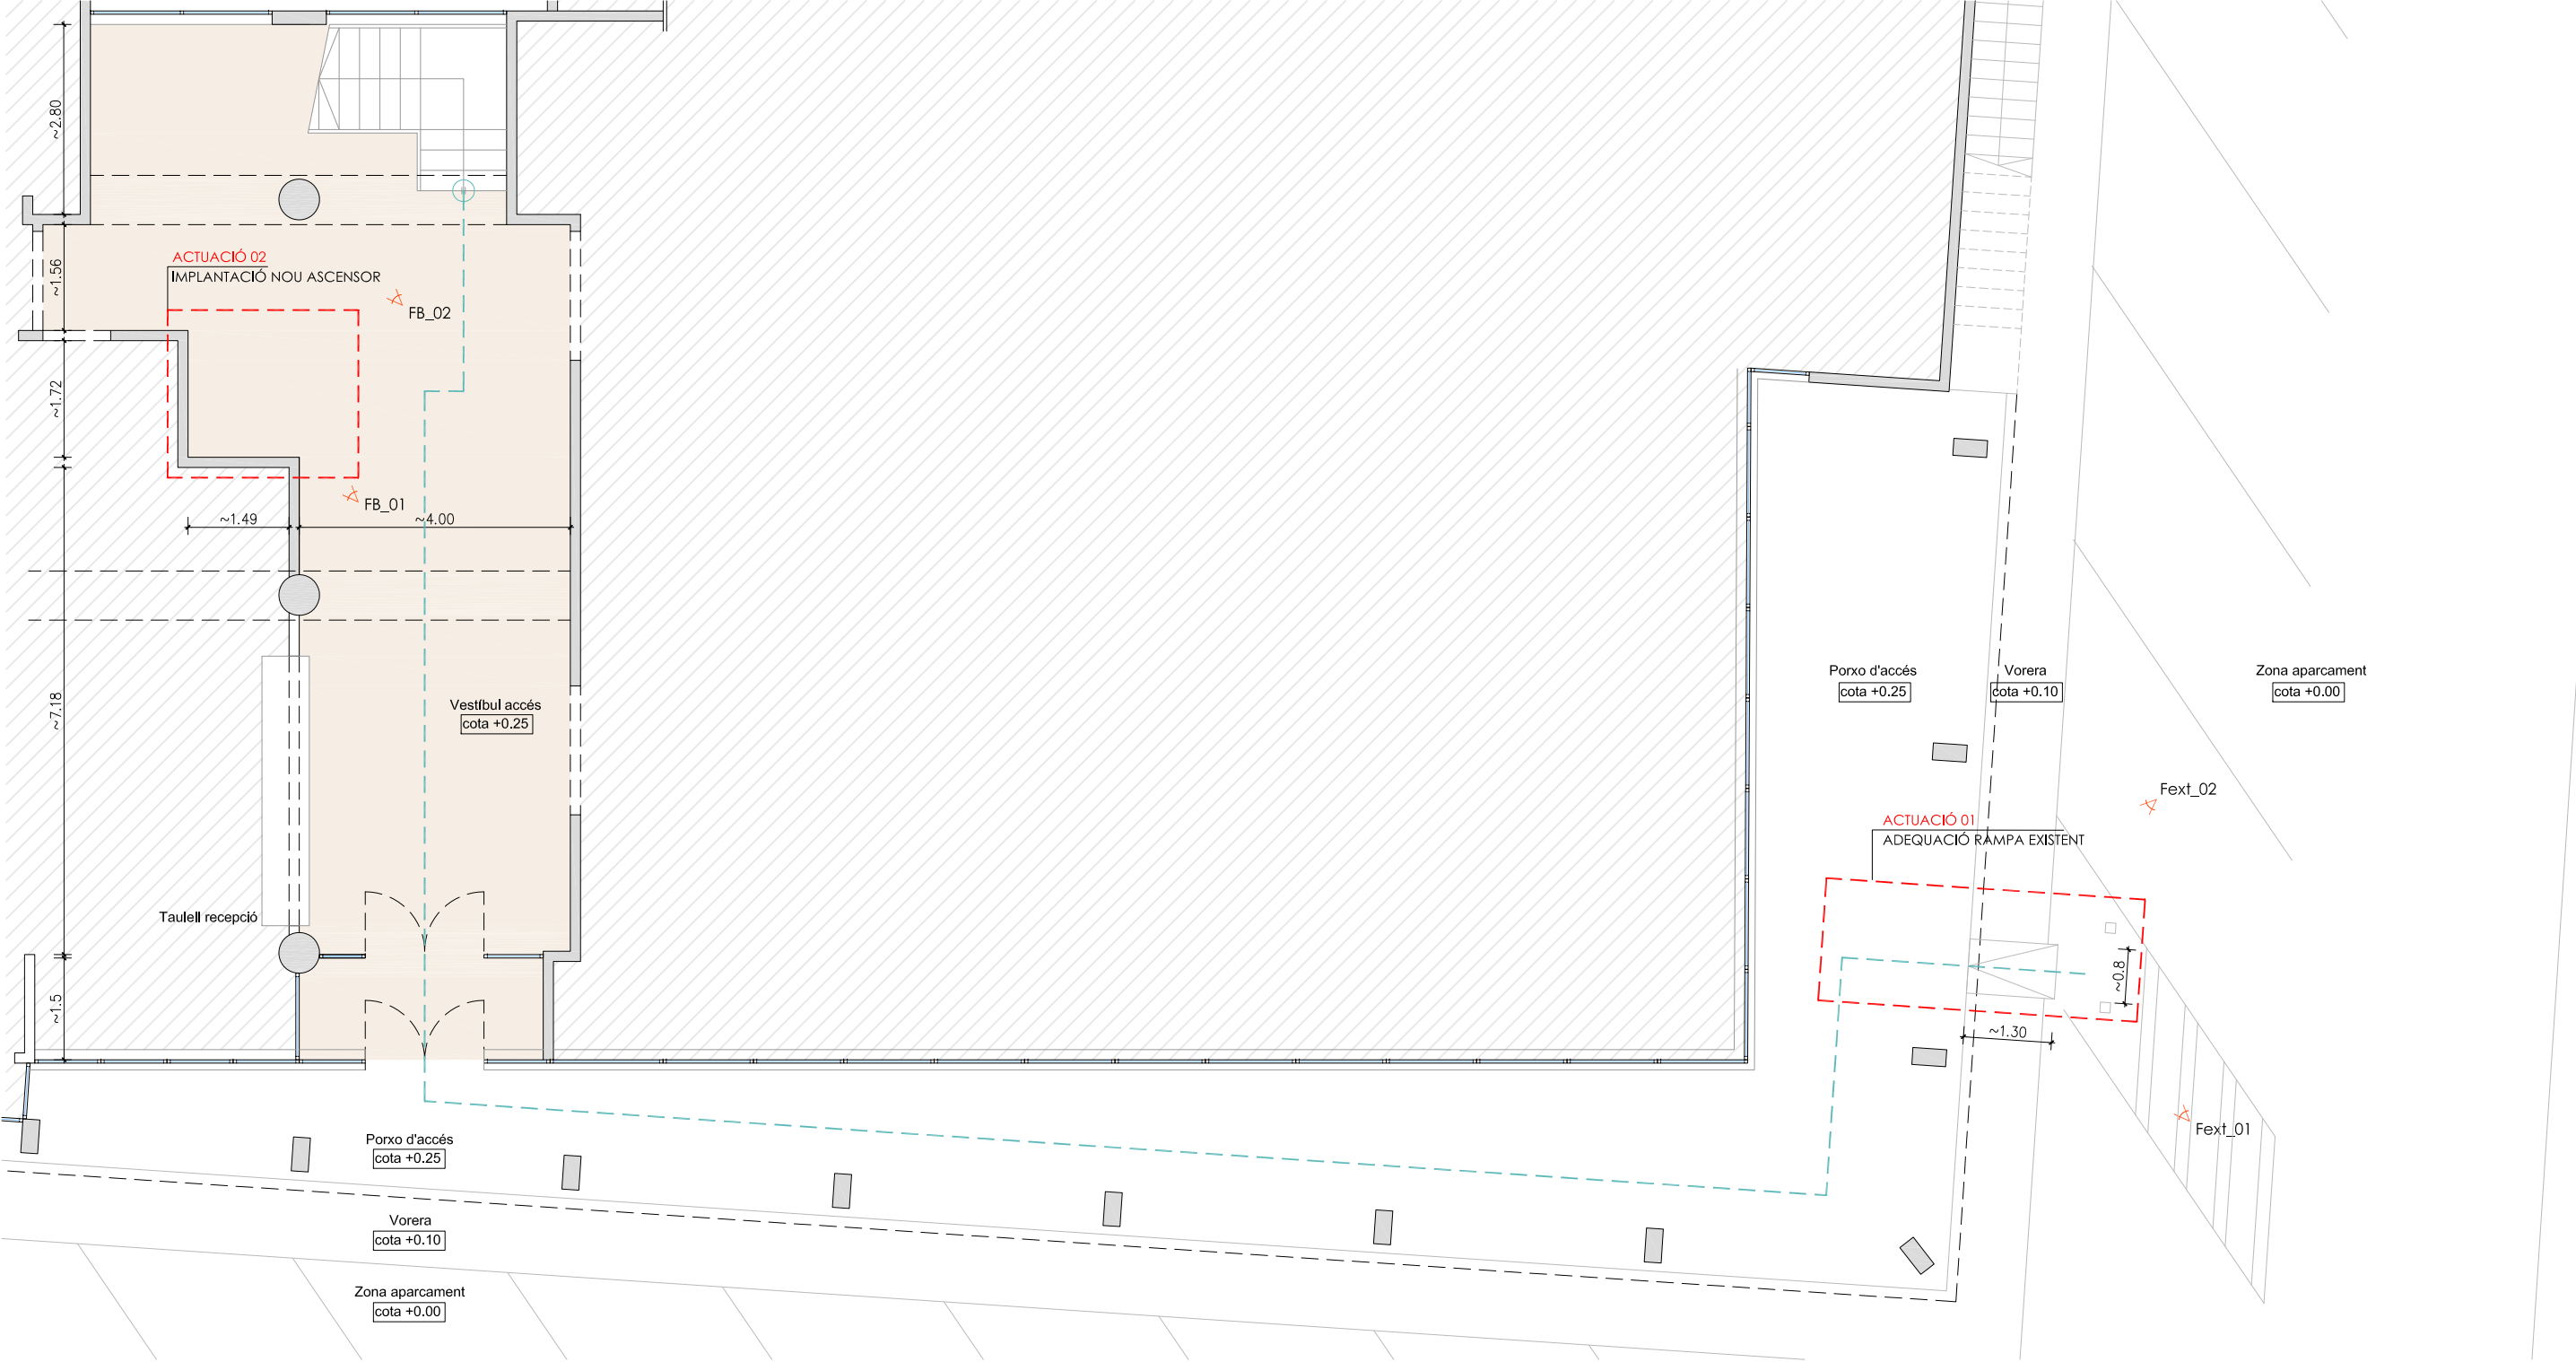 ~2.80
~1.56
~1.72
~7.18
~1.5
ACTUACIÓ 02
IMPLANTACIÓ NOU ASCENSOR
FB_02
FB_01
~1.49
~4.00
Vestíbul accés
cota +0.25
Taulell recepció
Porxo d'accés
cota +0.25
Vorera
cota +0.10
Zona aparcament
cota +0.00
Porxo d'accés
cota +0.25
Vorera
cota +0.10
Zona aparcament
cota +0.00
Fext_02
ACTUACIÓ 01
ADEQUACIÓ RAMPA EXISTENT
~0.8
~1.30
Fext_01